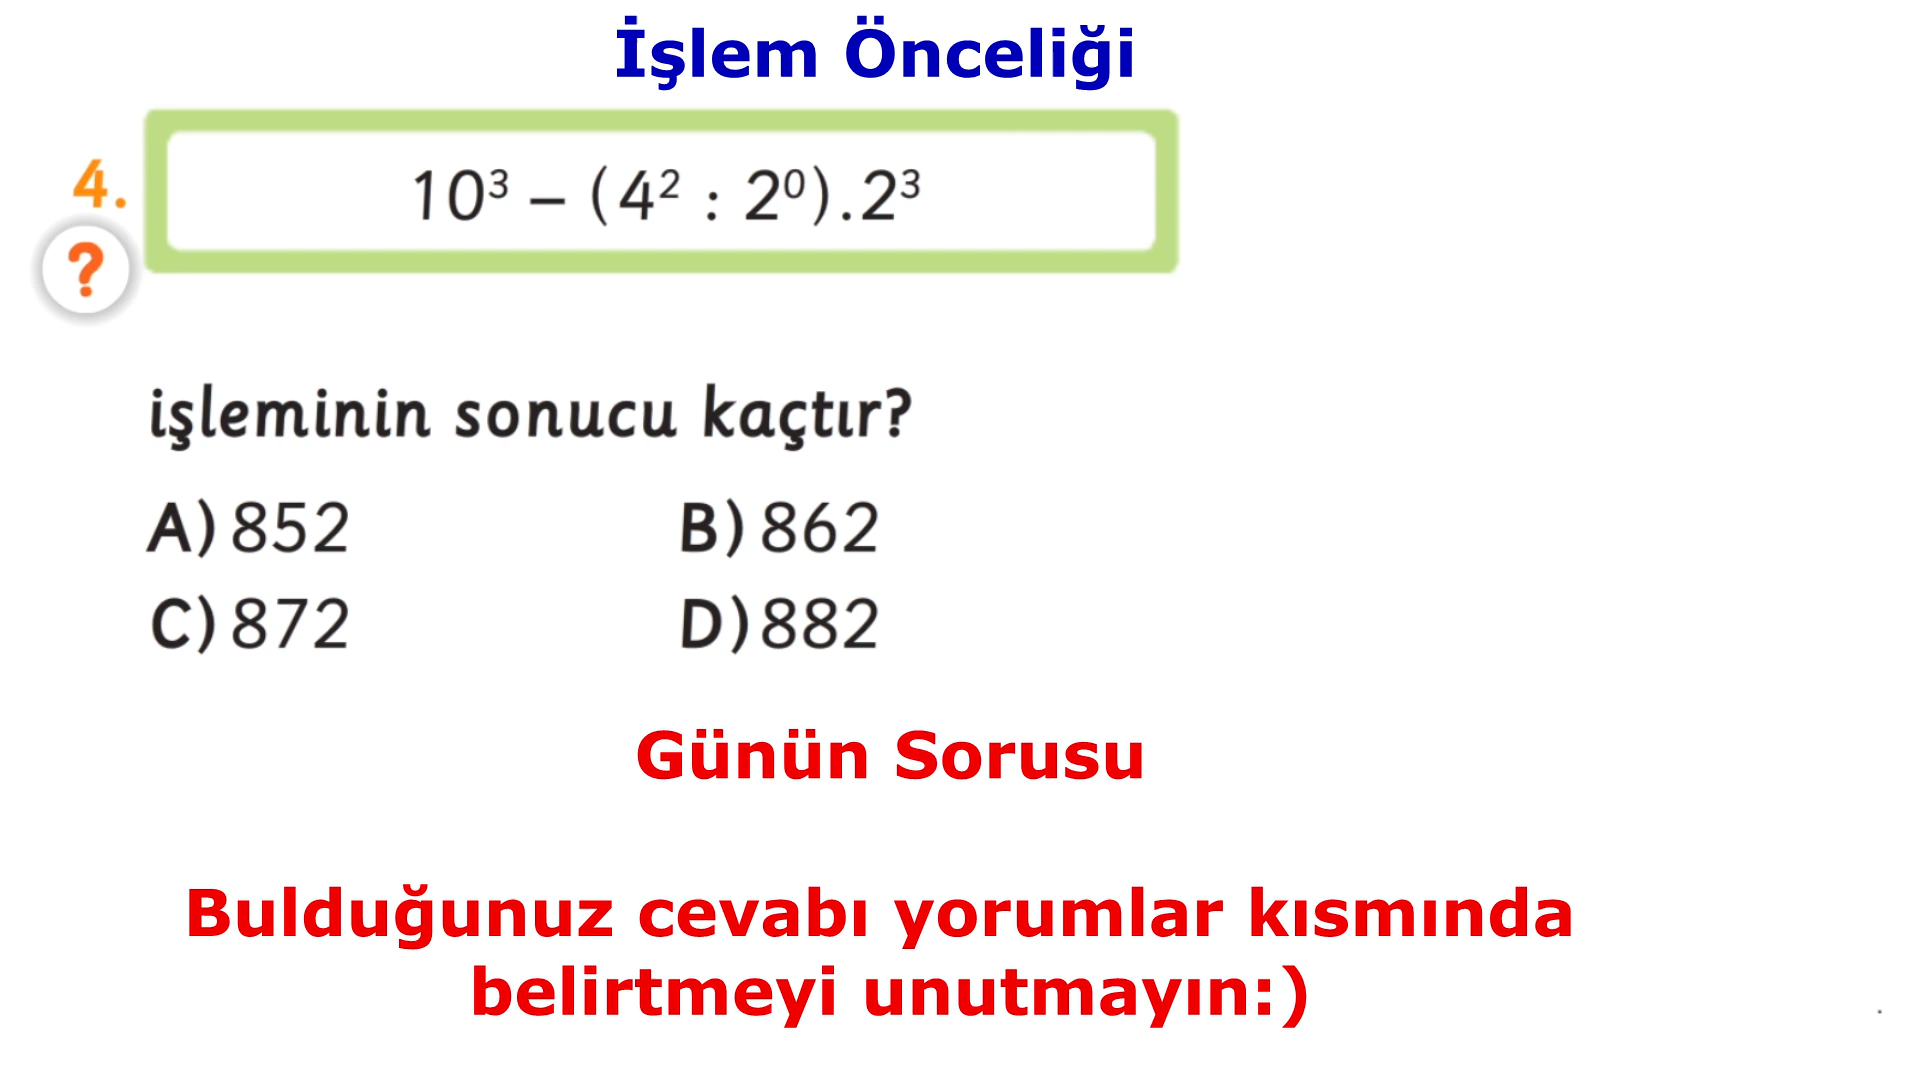 İşlem Önceliği
4.
10³ – (4² : 2⁰).2³
?
işleminin sonucu kaçtır?
A) 852 B) 862
C) 872 D) 882
Günün Sorusu
Bulduğunuz cevabı yorumlar kısmında
belirtmeyi unutmayın:)
.